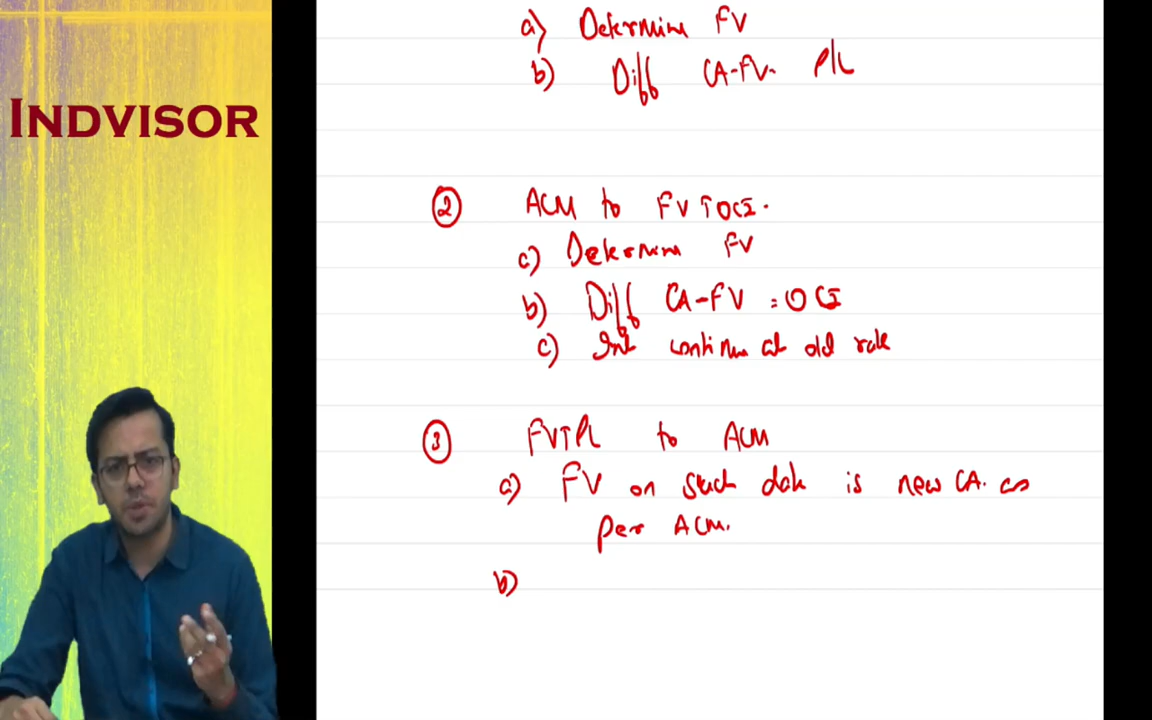 INDVISOR
a) Determine FV
b) Diff CA-FV- P/L
② ACM to FVTOCI.
a) Determine FV
b) Diff CA-FV = OCI
c) Int continue at old rate
③ FVTPL to ACM
a) FV on such date is new CA. as
per ACM.
b)